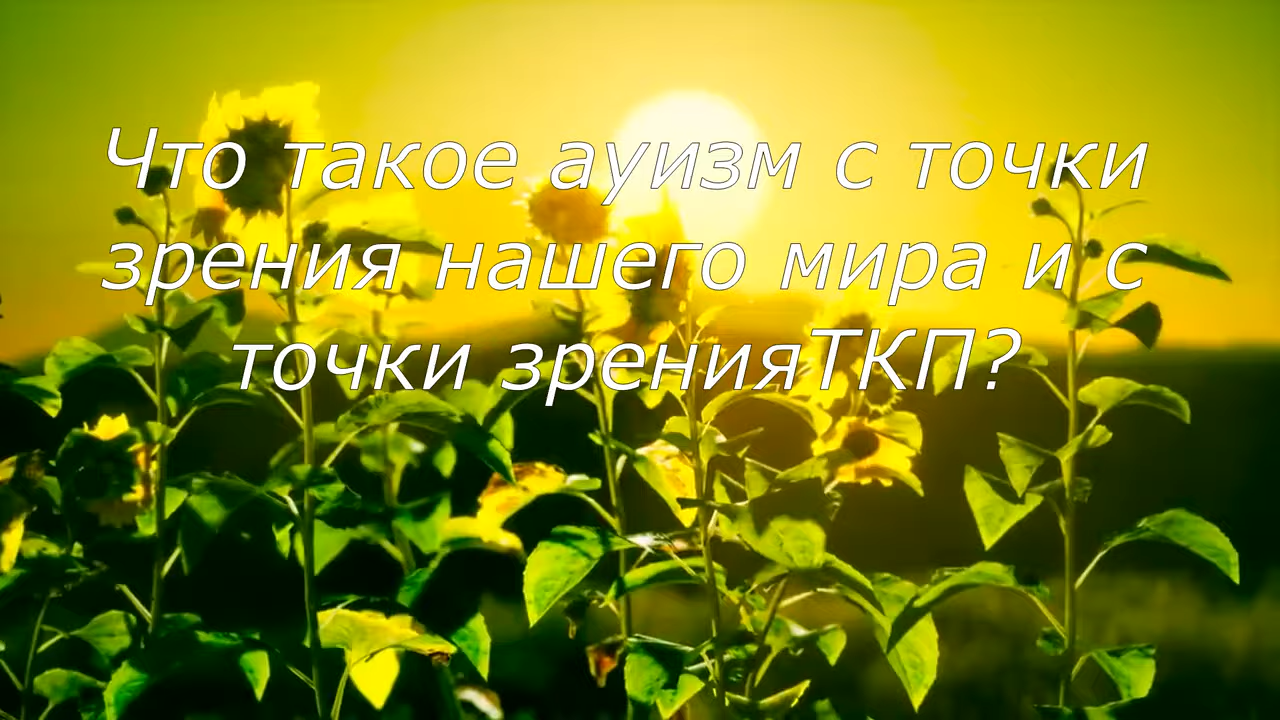 Что такое ауизм с точки
зрения нашего мира и с
точки зренияТКП?